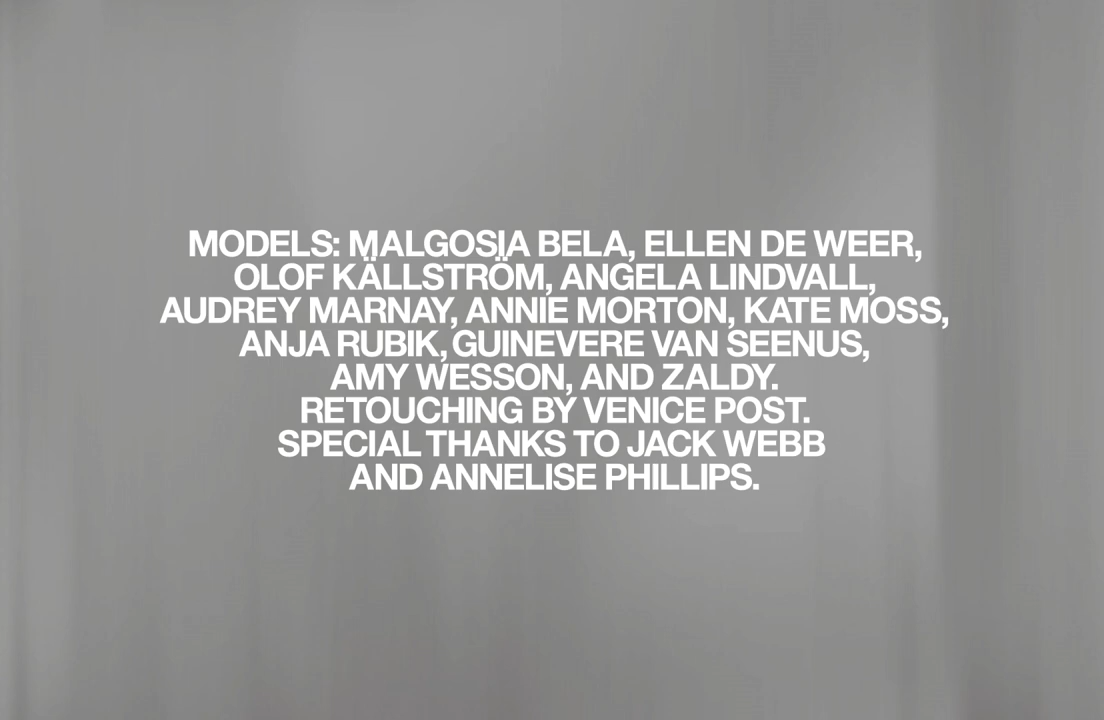 MODELS: MALGOSIA BELA, ELLEN DE WEER,
OLOF KÄLLSTRÖM, ANGELA LINDVALL,
AUDREY MARNAY, ANNIE MORTON, KATE MOSS,
ANJA RUBIK, GUINEVERE VAN SEENUS,
AMY WESSON, AND ZALDY.
RETOUCHING BY VENICE POST.
SPECIAL THANKS TO JACK WEBB
AND ANNELISE PHILLIPS.